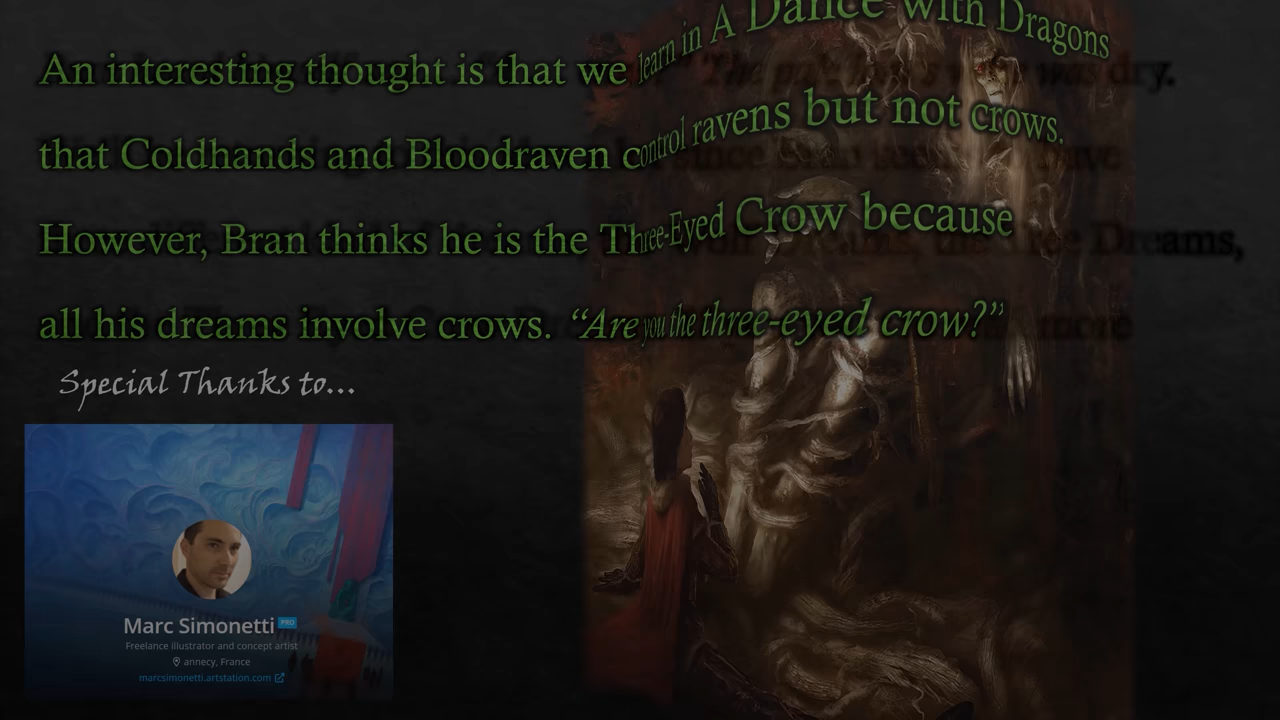 An interesting thought is that we learn in A Dance with Dragons
dry.
that Coldhands and Bloodraven control ravens but not crows.
However, Bran thinks he is the Three-Eyed Crow because
Dreams,
all his dreams involve crows. “Are you the three-eyed crow?”
more
Special Thanks to...
Marc Simonetti PRO
Freelance illustrator and concept artist
annecy, France
marcsimonetti.artstation.com